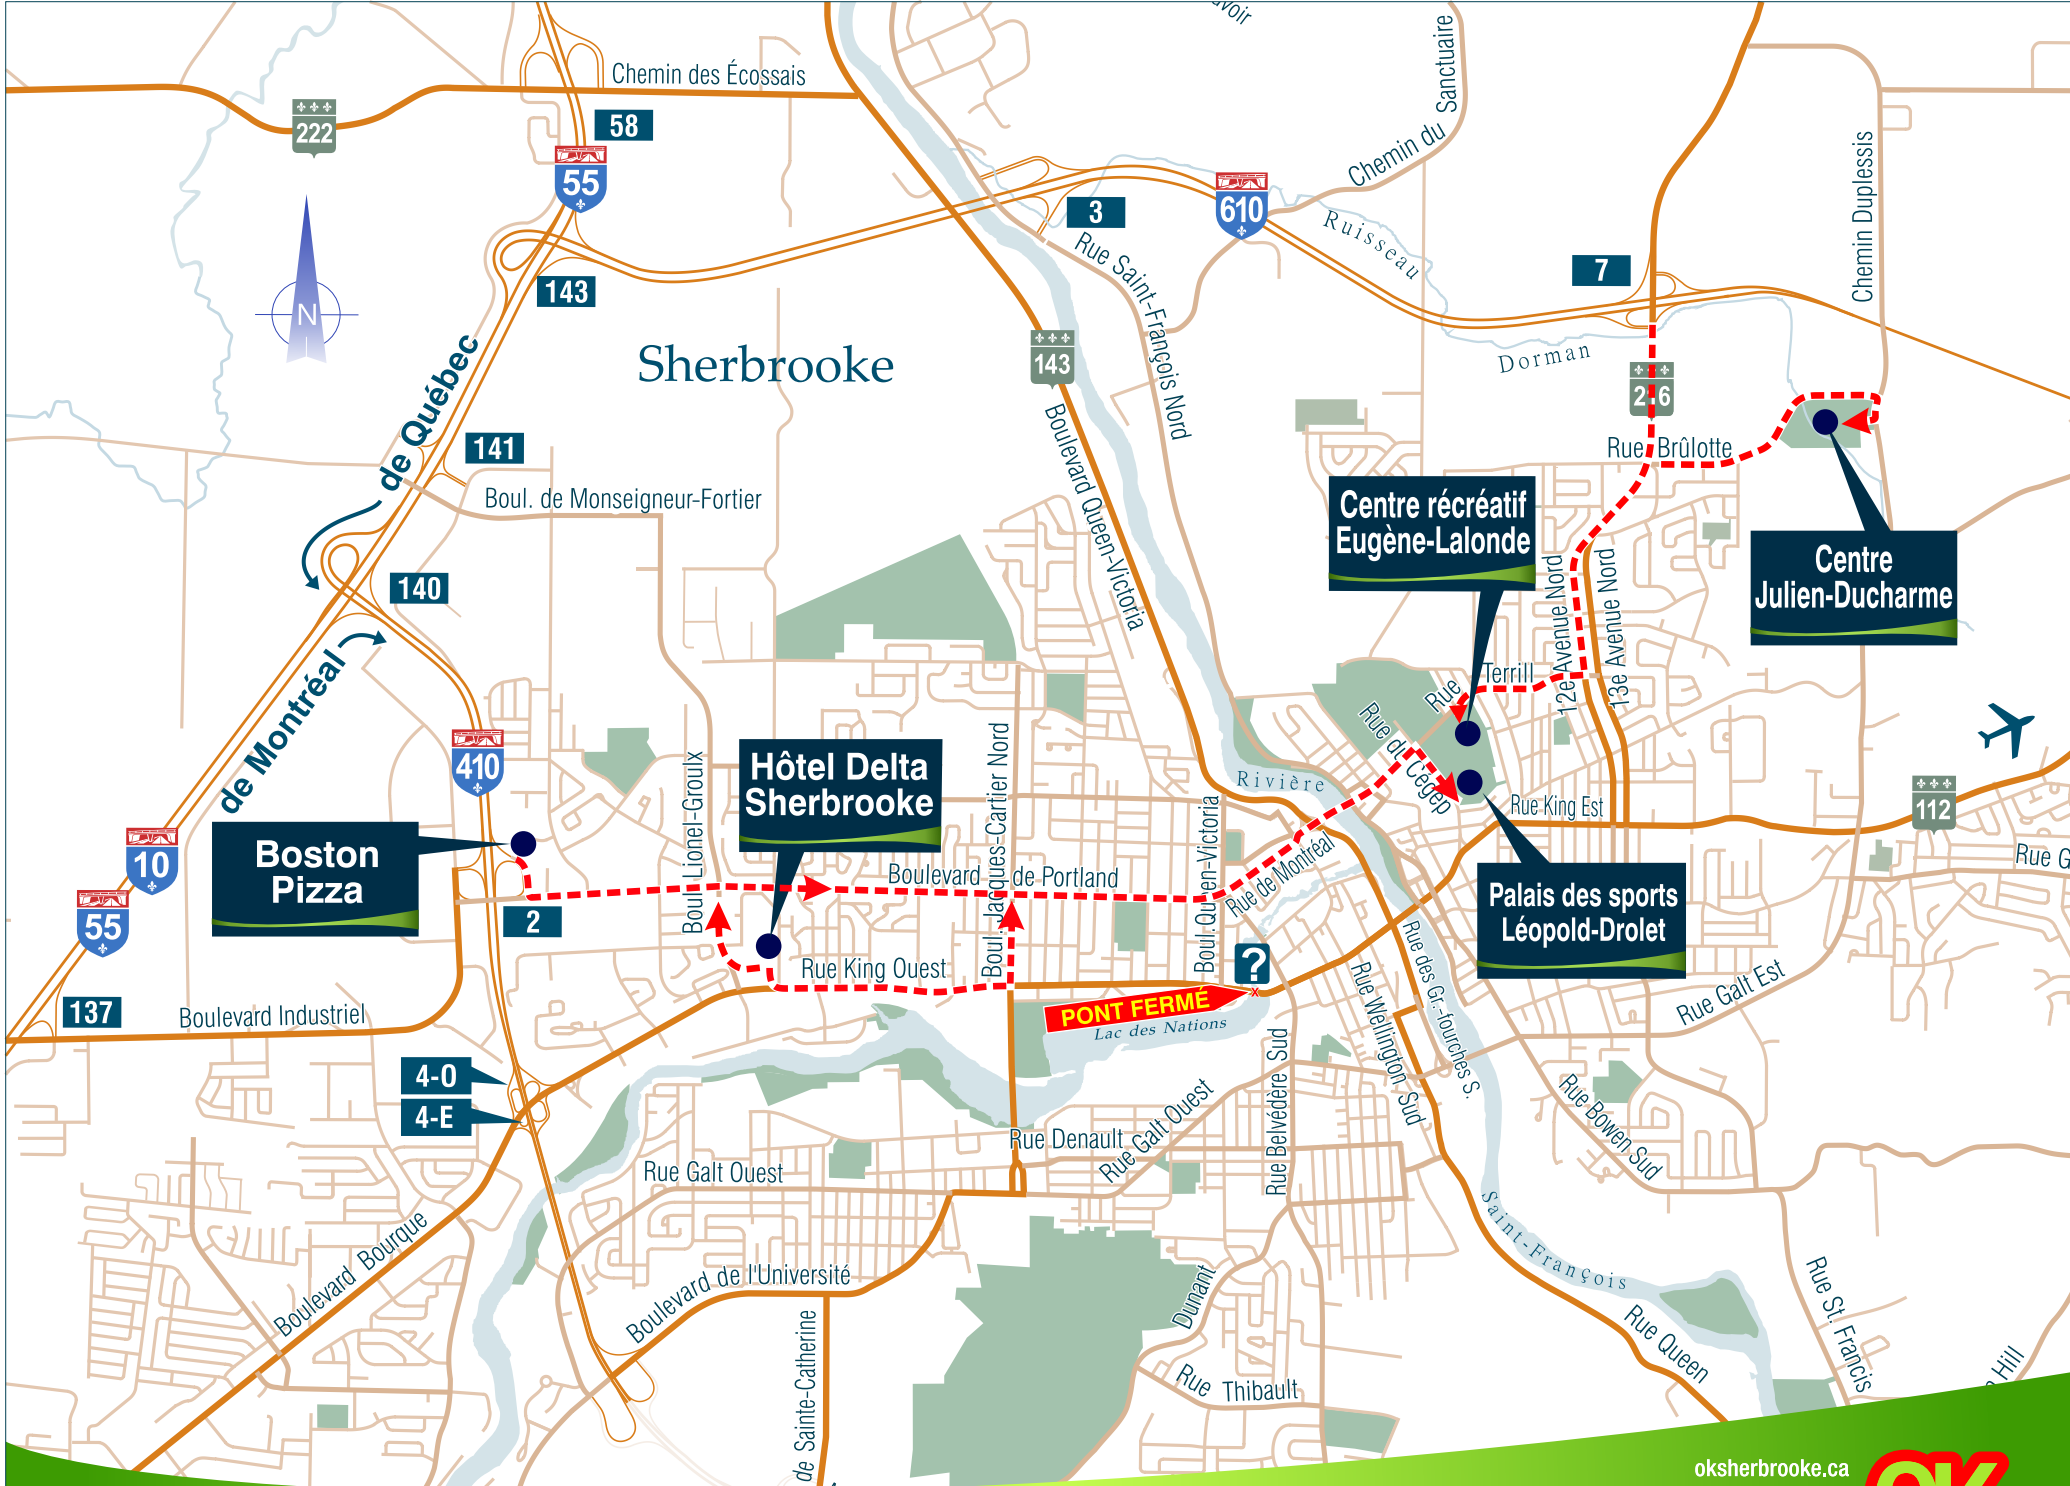 Chemin des Écossais
58
222
55
Chemin du Sanctuaire
3
610
Ruisseau
Rue Saint-François Nord
7
Chemin Duplessis
143
N
de Québec
Sherbrooke
143
Dorman
216
Rue Brûlotte
141
Boul. de Monseigneur-Fortier
Boulevard Queen-Victoria
Centre récréatif
Eugène-Lalonde
Centre
Julien-Ducharme
140
de Montréal
12e Avenue Nord
13e Avenue Nord
Rue Terrill
Rue du Cégep
410
Boul. Lionel-Groulx
Hôtel Delta
Sherbrooke
Boul. Jacques-Cartier Nord
Rivière
Rue King Est
112
Boston
Pizza
10
55
2
Boulevard de Portland
Boul. Queen-Victoria
Rue de Montréal
Rue G
Palais des sports
Léopold-Drolet
Rue King Ouest
?
PONT FERMÉ
x
Lac des Nations
Rue Wellington Sud
Rue des Gr.-fourches S.
Rue Galt Est
137
Boulevard Industriel
4-O
4-E
Rue Belvédère Sud
Rue Denault
Rue Galt Ouest
Rue Galt Ouest
Rue Bowen Sud
Saint-François
Boulevard Bourque
Boulevard de l'Université
de Sainte-Catherine
Dunant
Rue Thibault
Rue Queen
Rue St. Francis
Hill
oksherbrooke.ca
OK